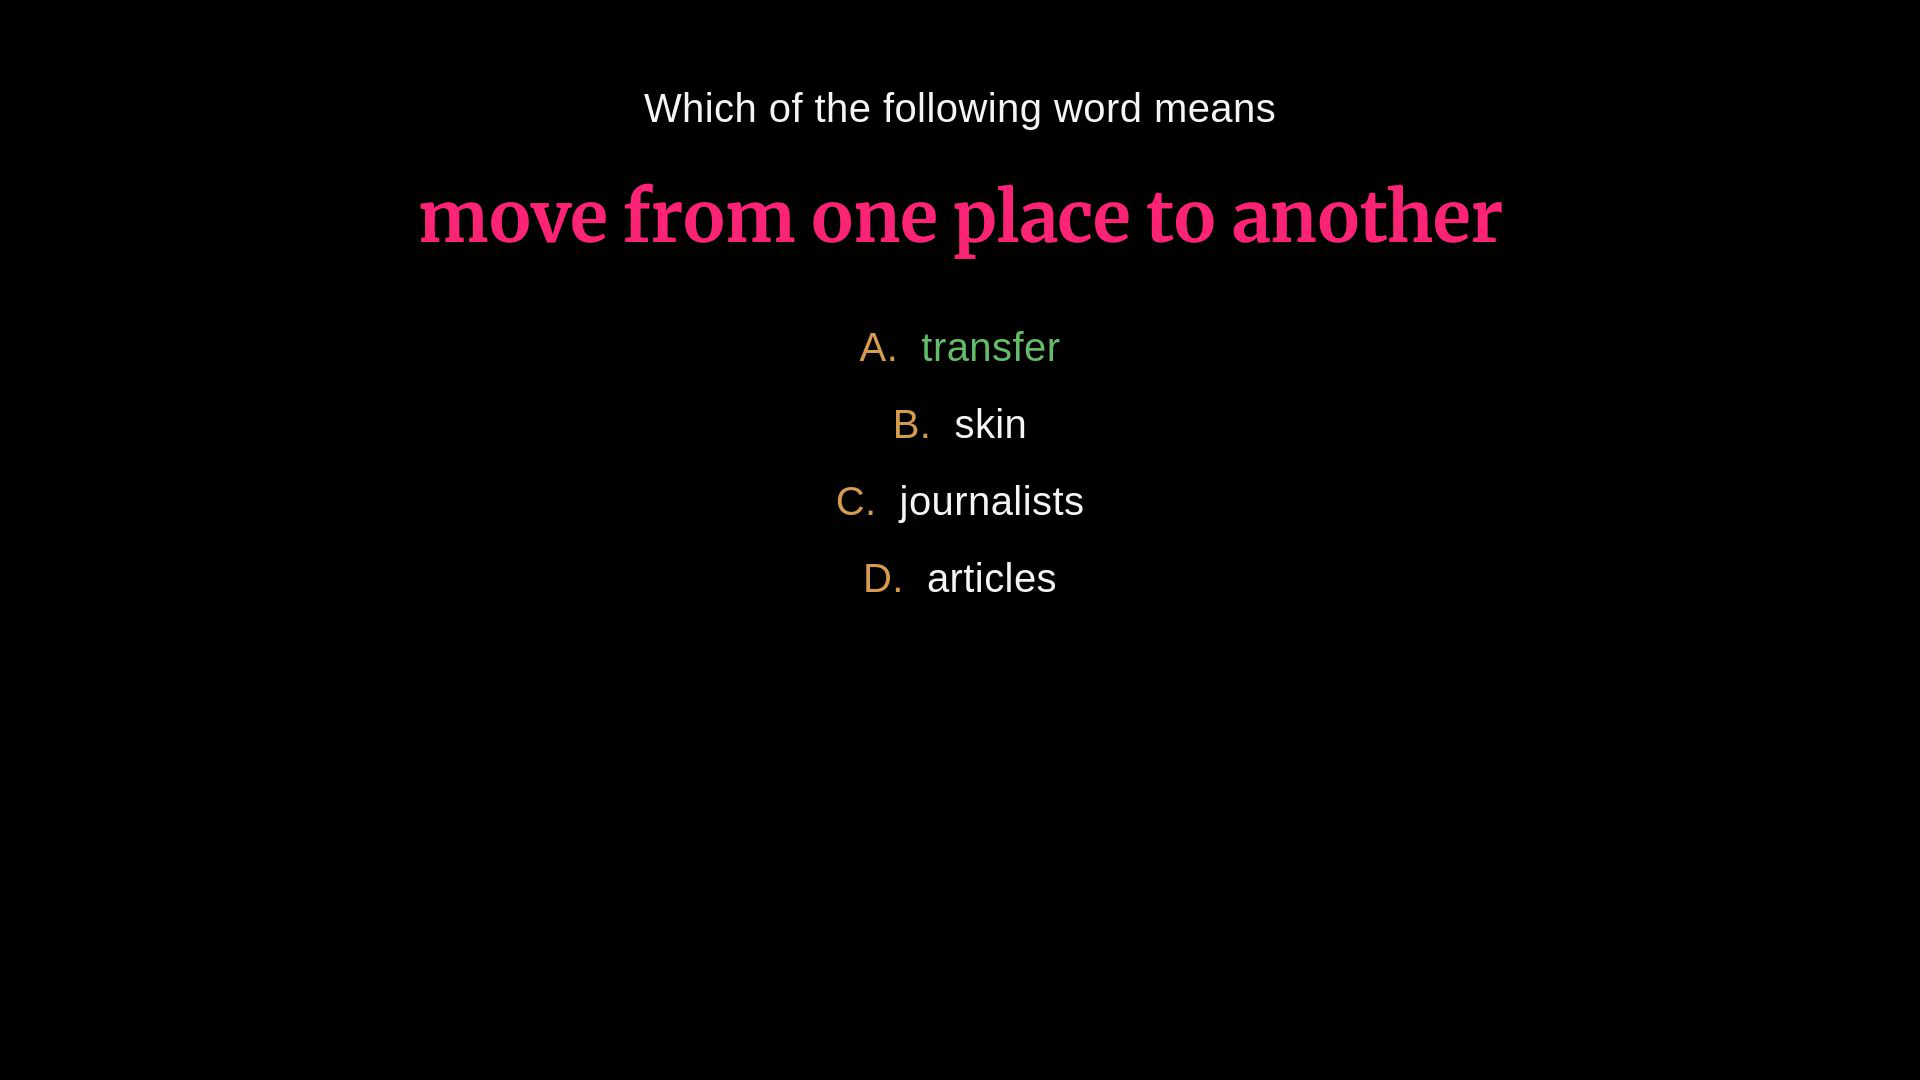 Which of the following word means
move from one place to another
A. transfer
B. skin
C. journalists
D. articles